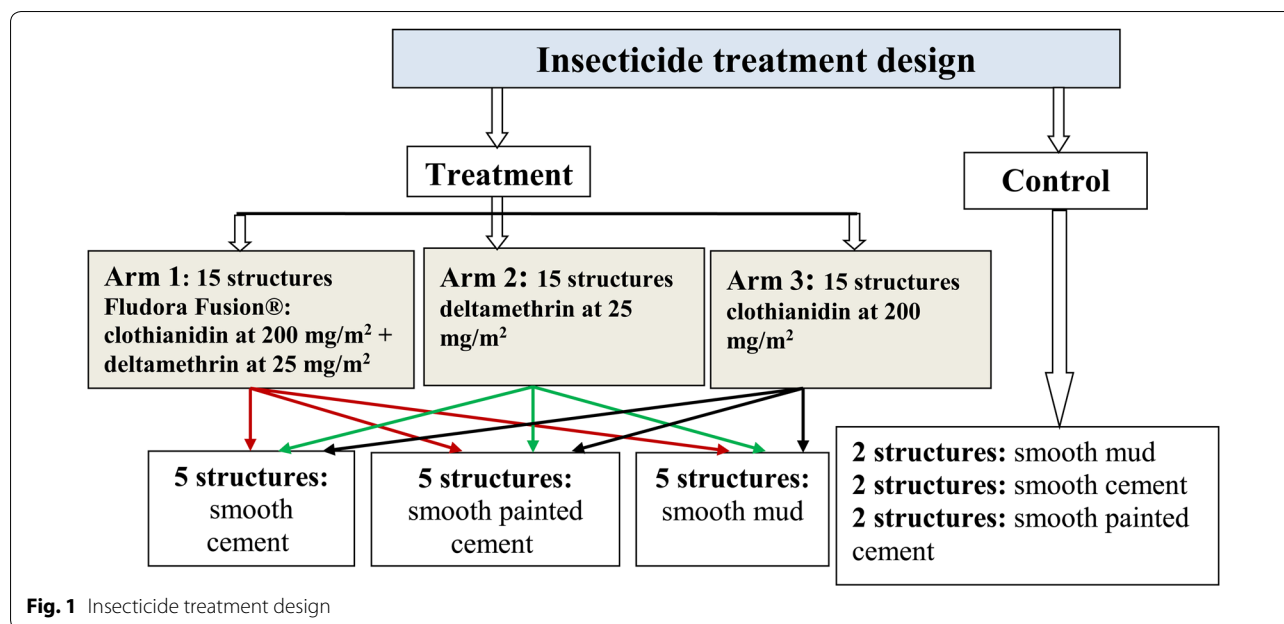 Insecticide treatment design
Treatment
Control
Arm 1: 15 structures
Fludora Fusion®:
clothianidin at 200 mg/m² +
deltamethrin at 25 mg/m²
Arm 2: 15 structures
deltamethrin at 25
mg/m²
Arm 3: 15 structures
clothianidin at 200
mg/m²
5 structures:
smooth
cement
5 structures:
smooth painted
cement
5 structures:
smooth mud
2 structures: smooth mud
2 structures: smooth cement
2 structures: smooth painted
cement
Fig. 1 Insecticide treatment design